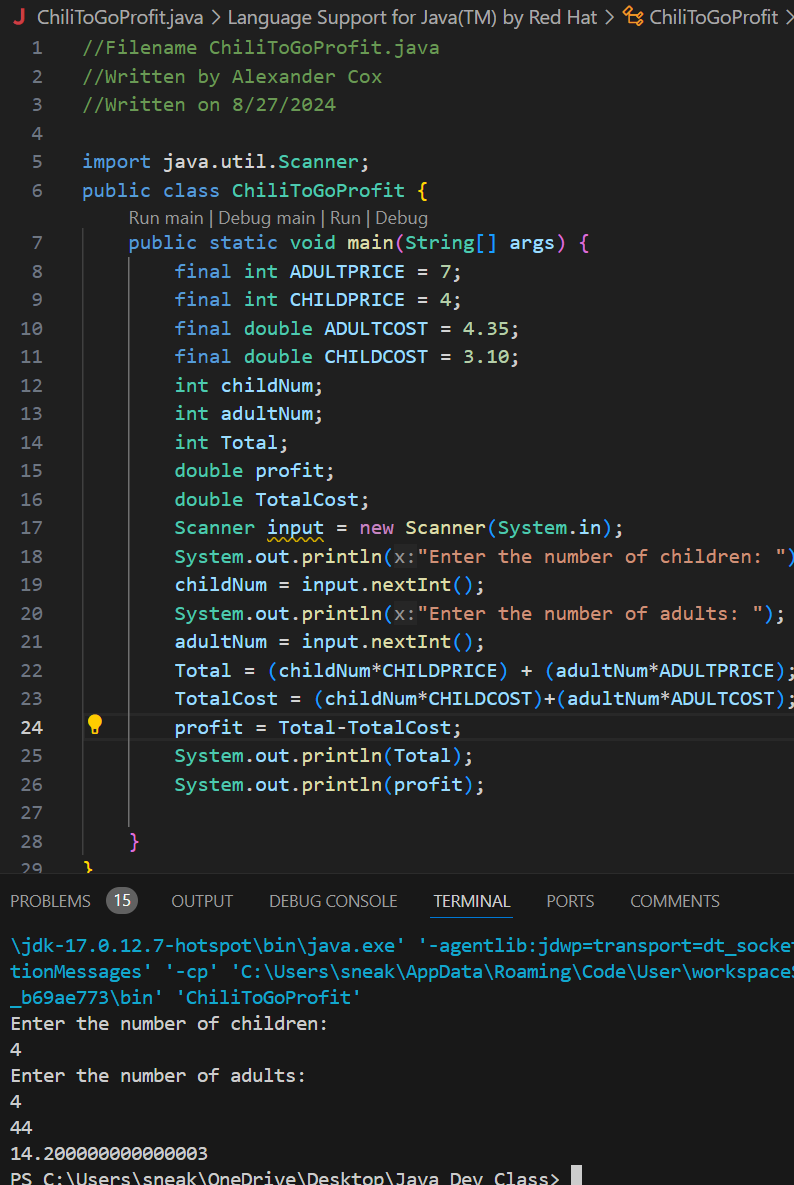 ChiliToGoProfit.java > Language Support for Java(TM) by Red Hat > ChiliToGoProfit >
1 //Filename ChiliToGoProfit.java
2 //Written by Alexander Cox
3 //Written on 8/27/2024
4
5 import java.util.Scanner;
6 public class ChiliToGoProfit {
Run main | Debug main | Run | Debug
7 public static void main(String[] args) {
8 final int ADULTPRICE = 7;
9 final int CHILDPRICE = 4;
10 final double ADULTCOST = 4.35;
11 final double CHILDCOST = 3.10;
12 int childNum;
13 int adultNum;
14 int Total;
15 double profit;
16 double TotalCost;
17 Scanner input = new Scanner(System.in);
18 System.out.println(x:"Enter the number of children: ")
19 childNum = input.nextInt();
20 System.out.println(x:"Enter the number of adults: ");
21 adultNum = input.nextInt();
22 Total = (childNum*CHILDPRICE) + (adultNum*ADULTPRICE);
23 TotalCost = (childNum*CHILDCOST)+(adultNum*ADULTCOST);
24 profit = Total-TotalCost;
25 System.out.println(Total);
26 System.out.println(profit);
27
28 }
29 }
PROBLEMS 15 OUTPUT DEBUG CONSOLE TERMINAL PORTS COMMENTS
\jdk-17.0.12.7-hotspot\bin\java.exe' '-agentlib:jdwp=transport=dt_socket
tionMessages' '-cp' 'C:\Users\sneak\AppData\Roaming\Code\User\workspaceS
_b69ae773\bin' 'ChiliToGoProfit'
Enter the number of children:
4
Enter the number of adults:
4
44
14.200000000000003
PS C:\Users\sneak\OneDrive\Desktop\Java Dev Class>